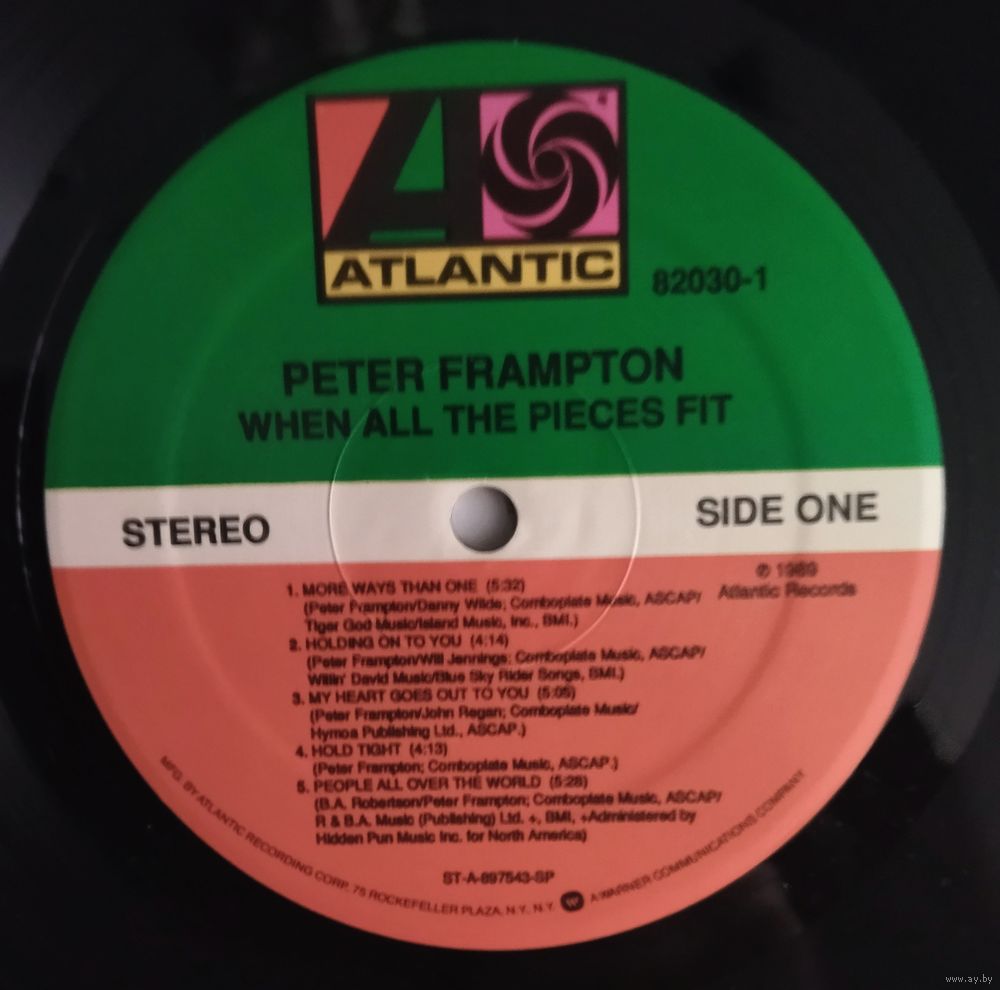 ATLANTIC
82030-1
PETER FRAMPTON
WHEN ALL THE PIECES FIT
STEREO
SIDE ONE
℗ 1989
Atlantic Records
1. MORE WAYS THAN ONE (5:32)
(Peter Frampton/Danny Wilde; Comboplate Music, ASCAP/
Tiger God Music/Island Music, Inc., BMI.)
2. HOLDING ON TO YOU (4:14)
(Peter Frampton/Will Jennings; Comboplate Music, ASCAP/
Willin' David Music/Blue Sky Rider Songs, BMI.)
3. MY HEART GOES OUT TO YOU (5:05)
(Peter Frampton/John Regan; Comboplate Music/
Hymoa Publishing Ltd., ASCAP.)
4. HOLD TIGHT (4:13)
(Peter Frampton; Comboplate Music, ASCAP.)
5. PEOPLE ALL OVER THE WORLD (5:28)
(B.A. Robertson/Peter Frampton; Comboplate Music, ASCAP/
R & B.A. Music (Publishing) Ltd. +, BMI, +Administered by
Hidden Pun Music Inc. for North America)
ST-A-897543-SP
MFG. BY ATLANTIC RECORDING CORP. 75 ROCKEFELLER PLAZA, N.Y., N.Y. A WARNER COMMUNICATIONS COMPANY
www.ay.by